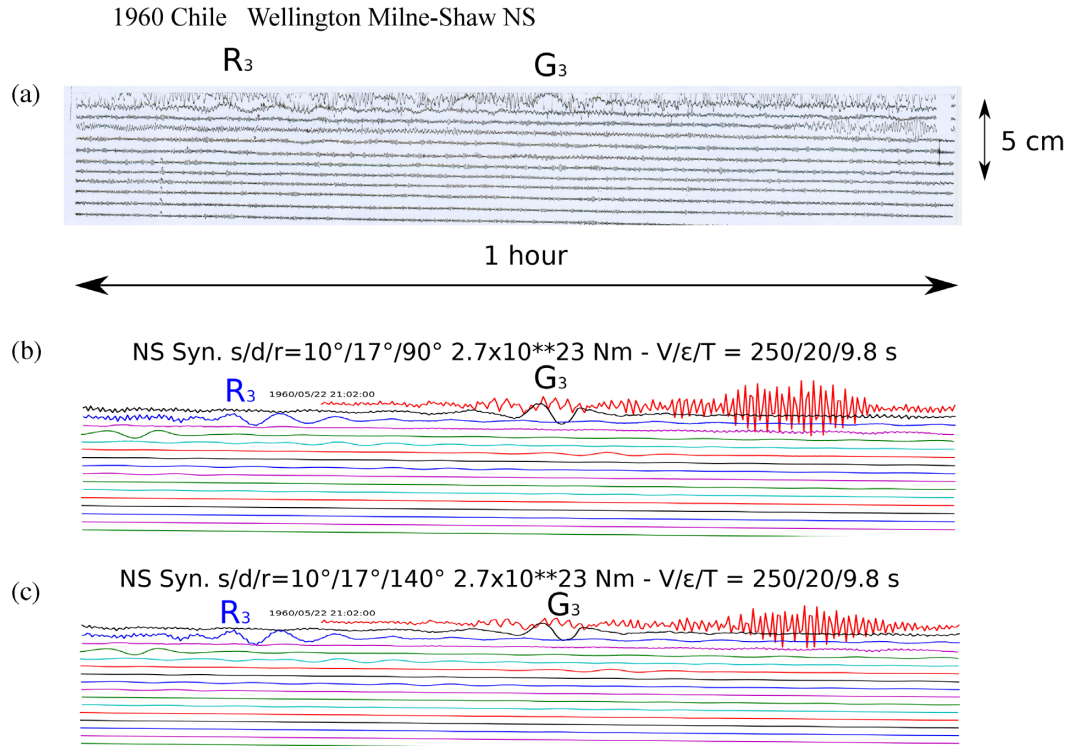 1960 Chile Wellington Milne-Shaw NS
R₃ G₃
(a)
5 cm
1 hour
(b)
NS Syn. s/d/r=10°/17°/90° 2.7x10**23 Nm - V/ε/T = 250/20/9.8 s
R₃ 1960/05/22 21:02:00 G₃
(c)
NS Syn. s/d/r=10°/17°/140° 2.7x10**23 Nm - V/ε/T = 250/20/9.8 s
R₃ 1960/05/22 21:02:00 G₃